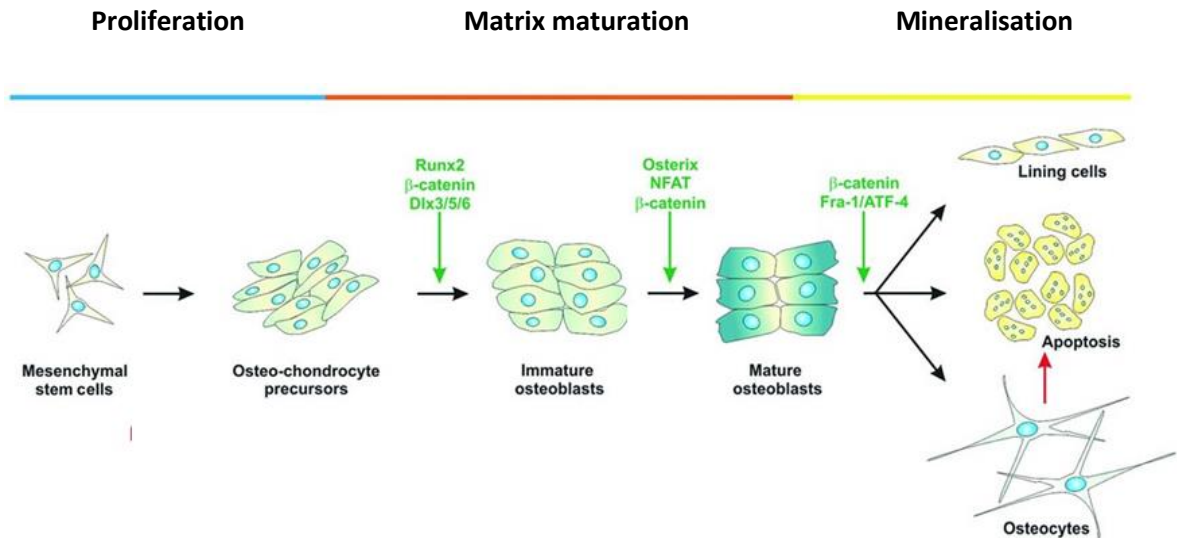 Proliferation
Matrix maturation
Mineralisation
Runx2
β-catenin
Dlx3/5/6
Osterix
NFAT
β-catenin
β-catenin
Fra-1/ATF-4
Lining cells
Mesenchymal
stem cells
Osteo-chondrocyte
precursors
Immature
osteoblasts
Mature
osteoblasts
Apoptosis
Osteocytes